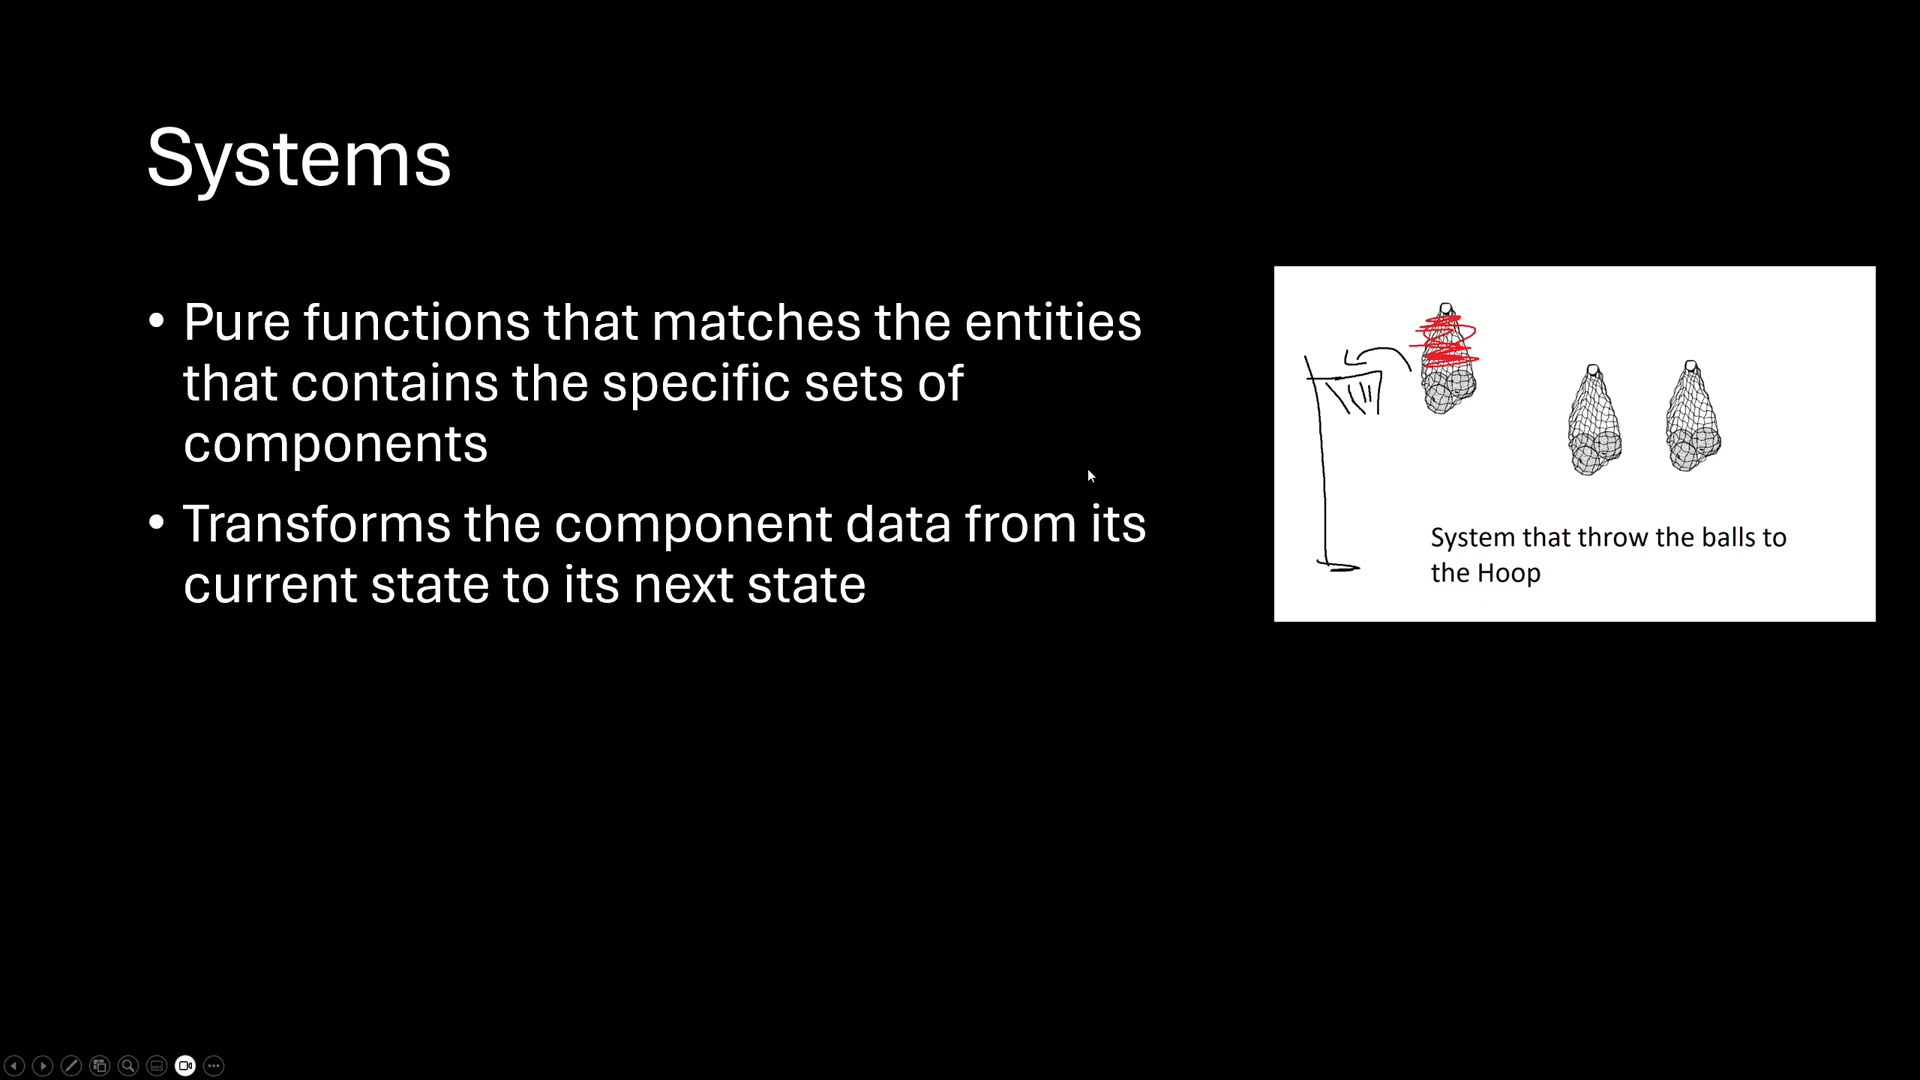 Systems
• Pure functions that matches the entities
that contains the specific sets of
components
• Transforms the component data from its
current state to its next state
System that throw the balls to
the Hoop